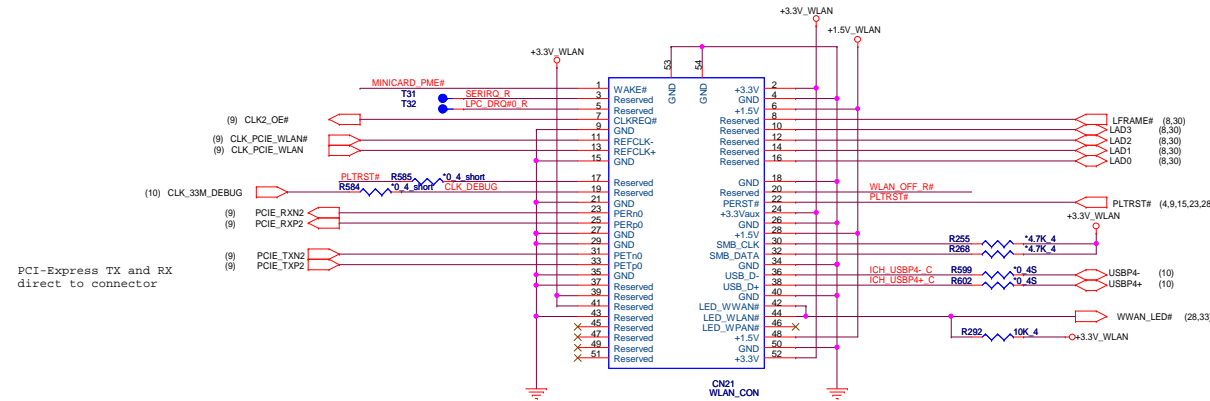 +3.3V_WLAN
+1.5V_WLAN
+3.3V_WLAN
53
54
GND
GND
MINICARD_PME# 1 WAKE# +3.3V 2
T31 SERIRQ_R 3 Reserved GND 4
T32 LPC_DRQ#0_R 5 Reserved +1.5V 6
(9) CLK2_OE# 7 CLKREQ# Reserved 8 LFRAME# (8,30)
9 GND Reserved 10 LAD3 (8,30)
(9) CLK_PCIE_WLAN# 11 REFCLK- Reserved 12 LAD2 (8,30)
(9) CLK_PCIE_WLAN 13 REFCLK+ Reserved 14 LAD1 (8,30)
15 GND Reserved 16 LAD0 (8,30)
PLTRST# R585 *0_4_short 17 Reserved GND 18
(10) CLK_33M_DEBUG R584 *0_4_short CLK_DEBUG 19 Reserved Reserved 20 WLAN_OFF_R#
21 GND PERST# 22 PLTRST# PLTRST# (4,9,15,23,28
(9) PCIE_RXN2 23 PERn0 +3.3Vaux 24
(9) PCIE_RXP2 25 PERp0 GND 26
+3.3V_WLAN
27 GND +1.5V 28
29 GND SMB_CLK 30 R255 *4.7K_4
(9) PCIE_TXN2 31 PETn0 SMB_DATA 32 R268 *4.7K_4
(9) PCIE_TXP2 33 PETp0 GND 34
PCI-Express TX and RX
direct to connector
35 GND USB_D- 36 ICH_USBP4-_C R599 *0_4S USBP4- (10)
37 Reserved USB_D+ 38 ICH_USBP4+_C R602 *0_4S USBP4+ (10)
39 Reserved GND 40
41 Reserved LED_WWAN# 42
43 Reserved LED_WLAN# 44 WWAN_LED# (28,33)
45 Reserved LED_WPAN# 46
47 Reserved +1.5V 48 R292 10K_4 +3.3V_WLAN
49 Reserved GND 50
51 Reserved +3.3V 52
CN21
WLAN_CON